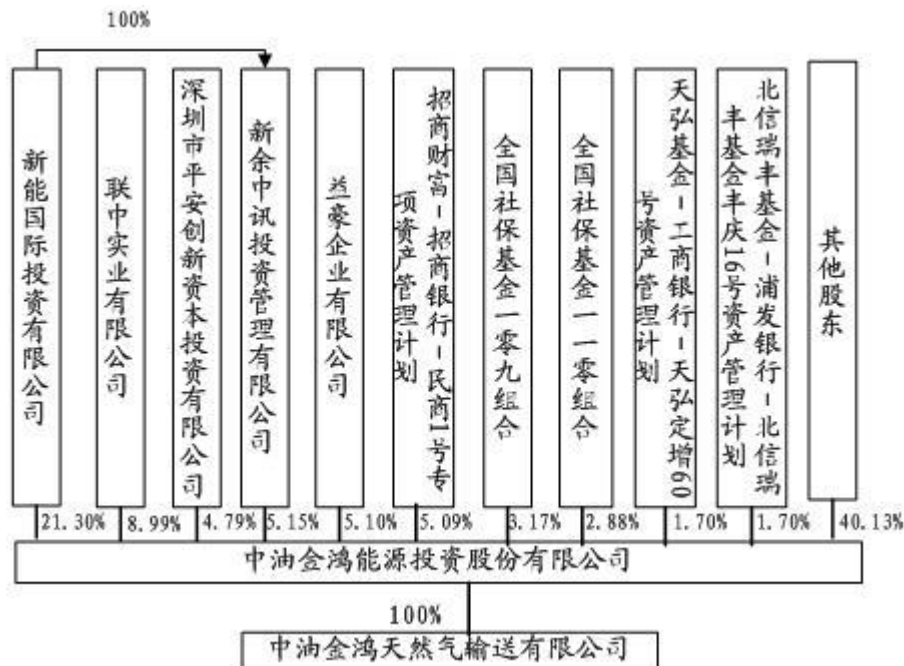 100%
新能国际投资有限公司
联中实业有限公司
深圳市平安创新资本投资有限公司
新余中讯投资管理有限公司
益豪企业有限公司
招商财富-招商银行-民商1号专
项资产管理计划
全国社保基金一零九组合
全国社保基金一一零组合
天弘基金-工商银行-天弘定增60
号资产管理计划
北信瑞丰基金-浦发银行-北信瑞
丰基金丰庆16号资产管理计划
其他股东
21.30%
8.99%
4.79%
5.15%
5.10%
5.09%
3.17%
2.88%
1.70%
1.70%
40.13%
中油金鸿能源投资股份有限公司
100%
中油金鸿天然气输送有限公司